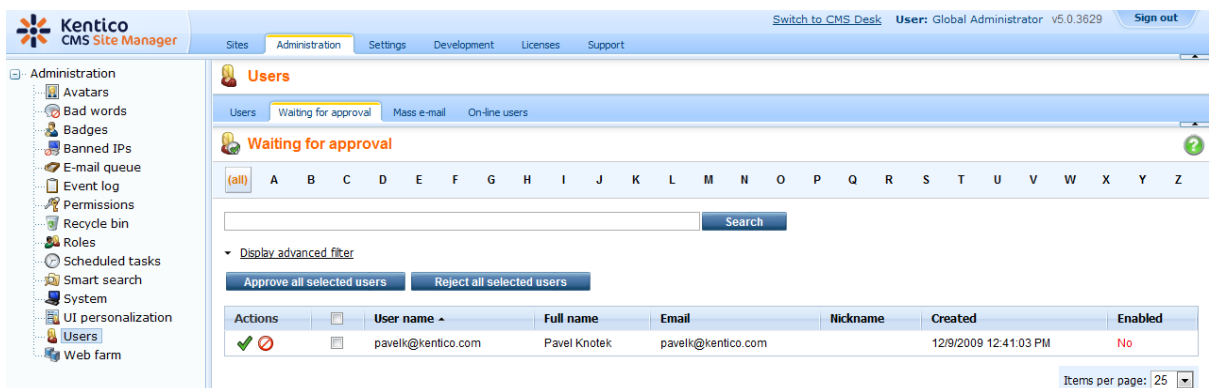 Kentico
CMS Site Manager
Switch to CMS Desk User: Global Administrator v5.0.3629 Sign out
Sites Administration Settings Development Licenses Support
Administration
Avatars
Bad words
Badges
Banned IPs
E-mail queue
Event log
Permissions
Recycle bin
Roles
Scheduled tasks
Smart search
System
UI personalization
Users
Web farm
Users
Users Waiting for approval Mass e-mail On-line users
Waiting for approval
(all) A B C D E F G H I J K L M N O P Q R S T U V W X Y Z
Search
Display advanced filter
Approve all selected users Reject all selected users
Actions User name Full name Email Nickname Created Enabled
pavelk@kentico.com Pavel Knotek pavelk@kentico.com 12/9/2009 12:41:03 PM No
Items per page: 25